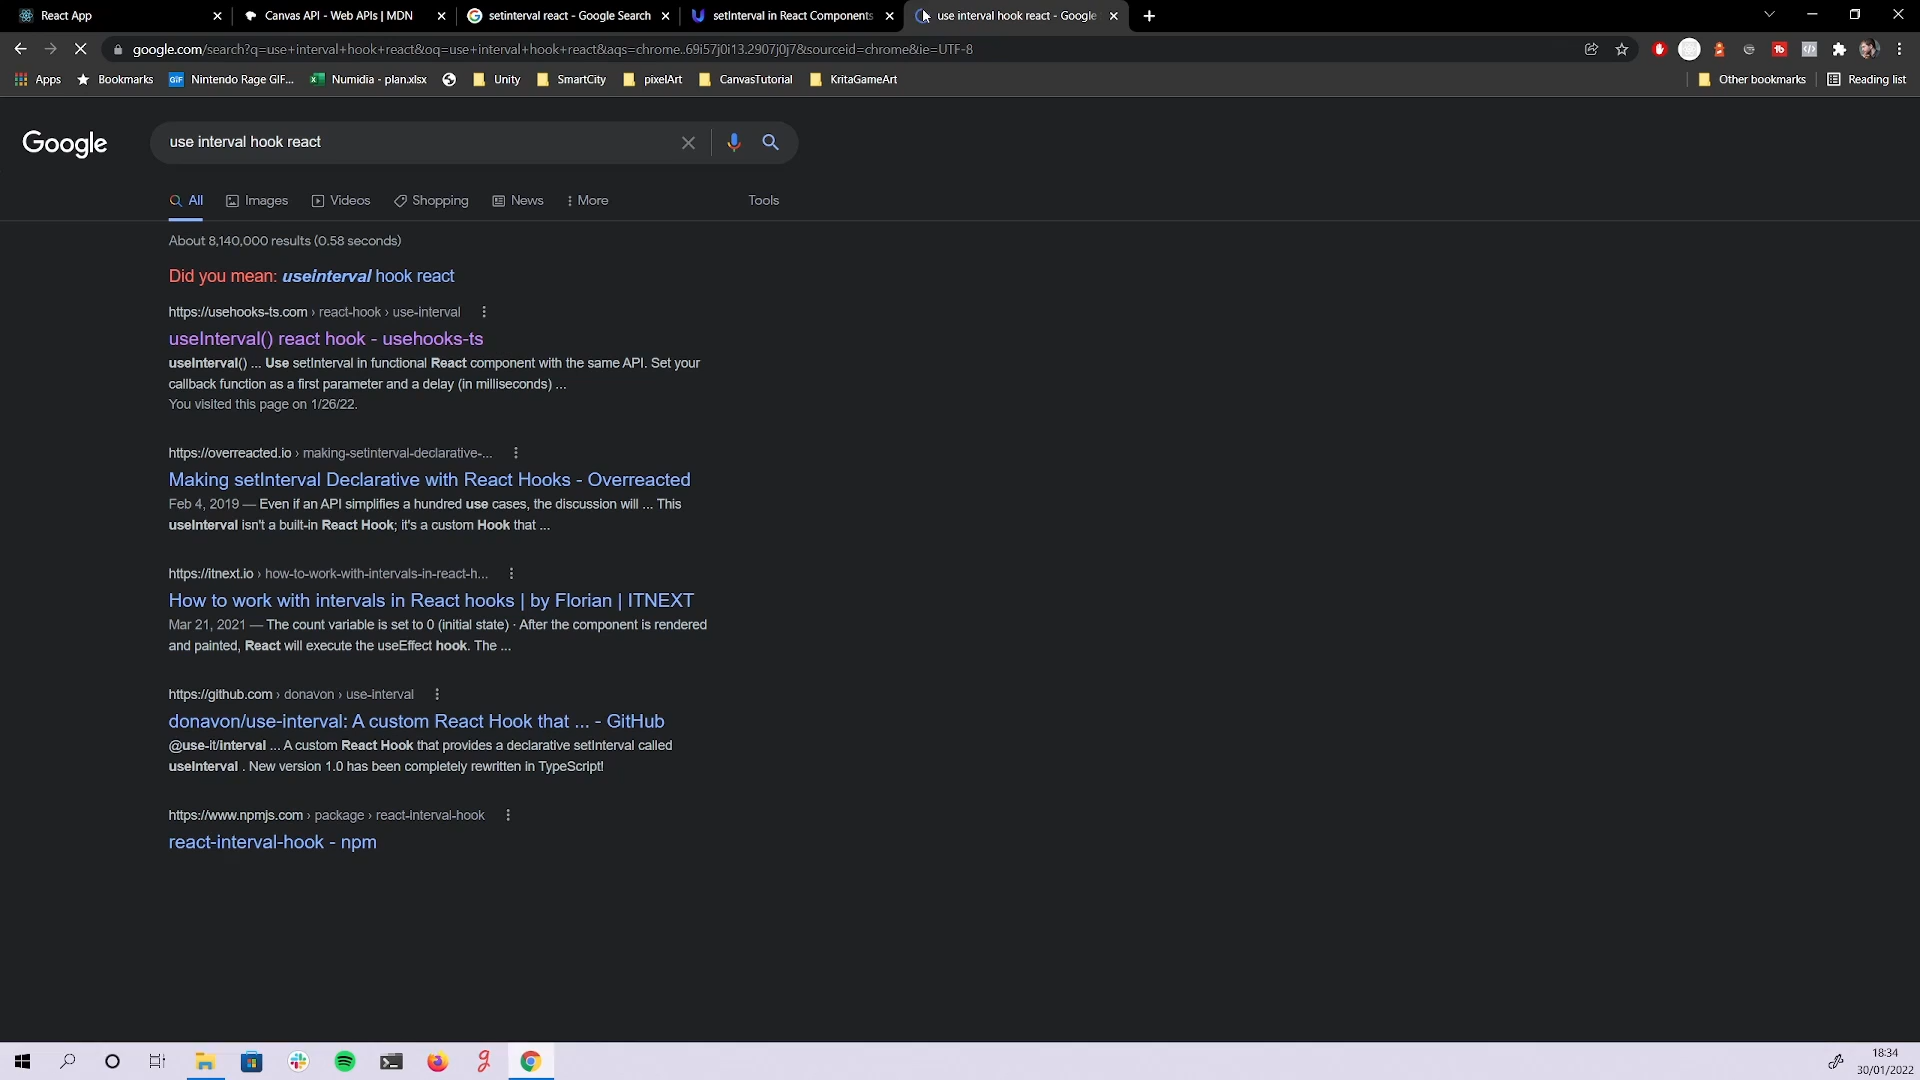 React App
Canvas API - Web APIs | MDN
setinterval react - Google Search
setInterval in React Components
use interval hook react - Google
google.com/search?q=use+interval+hook+react&oq=use+interval+hook+react&aqs=chrome..69i57j0i13.2907j0j7&sourceid=chrome&ie=UTF-8
Apps
Bookmarks
GIF
Nintendo Rage GIF...
Numidia - plan.xlsx
Unity
SmartCity
pixelArt
CanvasTutorial
KritaGameArt
Other bookmarks
Reading list
Google
use interval hook react
All
Images
Videos
Shopping
News
More
Tools
About 8,140,000 results (0.58 seconds)
Did you mean: useinterval hook react
https://usehooks-ts.com › react-hook › use-interval
useInterval() react hook - usehooks-ts
useInterval() ... Use setInterval in functional React component with the same API. Set your
callback function as a first parameter and a delay (in milliseconds) ...
You visited this page on 1/26/22.
https://overreacted.io › making-setinterval-declarative-...
Making setInterval Declarative with React Hooks - Overreacted
Feb 4, 2019 — Even if an API simplifies a hundred use cases, the discussion will ... This
useInterval isn't a built-in React Hook; it's a custom Hook that ...
https://itnext.io › how-to-work-with-intervals-in-react-h...
How to work with intervals in React hooks | by Florian | ITNEXT
Mar 21, 2021 — The count variable is set to 0 (initial state) · After the component is rendered
and painted, React will execute the useEffect hook. The ...
https://github.com › donavon › use-interval
donavon/use-interval: A custom React Hook that ... - GitHub
@use-it/interval ... A custom React Hook that provides a declarative setInterval called
useInterval . New version 1.0 has been completely rewritten in TypeScript!
https://www.npmjs.com › package › react-interval-hook
react-interval-hook - npm
18:34
30/01/2022